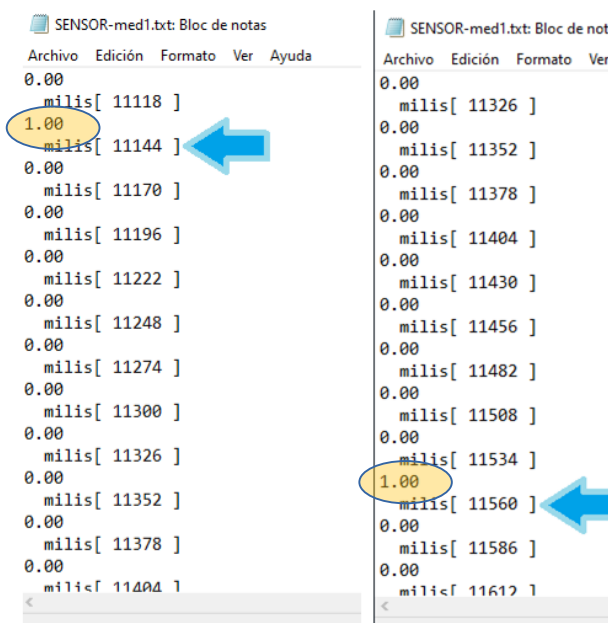 SENSOR-med1.txt: Bloc de notas
Archivo Edición Formato Ver Ayuda
0.00
milis[ 11118 ]
1.00
milis[ 11144 ]
0.00
milis[ 11170 ]
0.00
milis[ 11196 ]
0.00
milis[ 11222 ]
0.00
milis[ 11248 ]
0.00
milis[ 11274 ]
0.00
milis[ 11300 ]
0.00
milis[ 11326 ]
0.00
milis[ 11352 ]
0.00
milis[ 11378 ]
0.00
milis[ 11404 ]
SENSOR-med1.txt: Bloc de not
Archivo Edición Formato Ver
0.00
milis[ 11326 ]
0.00
milis[ 11352 ]
0.00
milis[ 11378 ]
0.00
milis[ 11404 ]
0.00
milis[ 11430 ]
0.00
milis[ 11456 ]
0.00
milis[ 11482 ]
0.00
milis[ 11508 ]
0.00
milis[ 11534 ]
1.00
milis[ 11560 ]
0.00
milis[ 11586 ]
0.00
milis[ 11612 ]